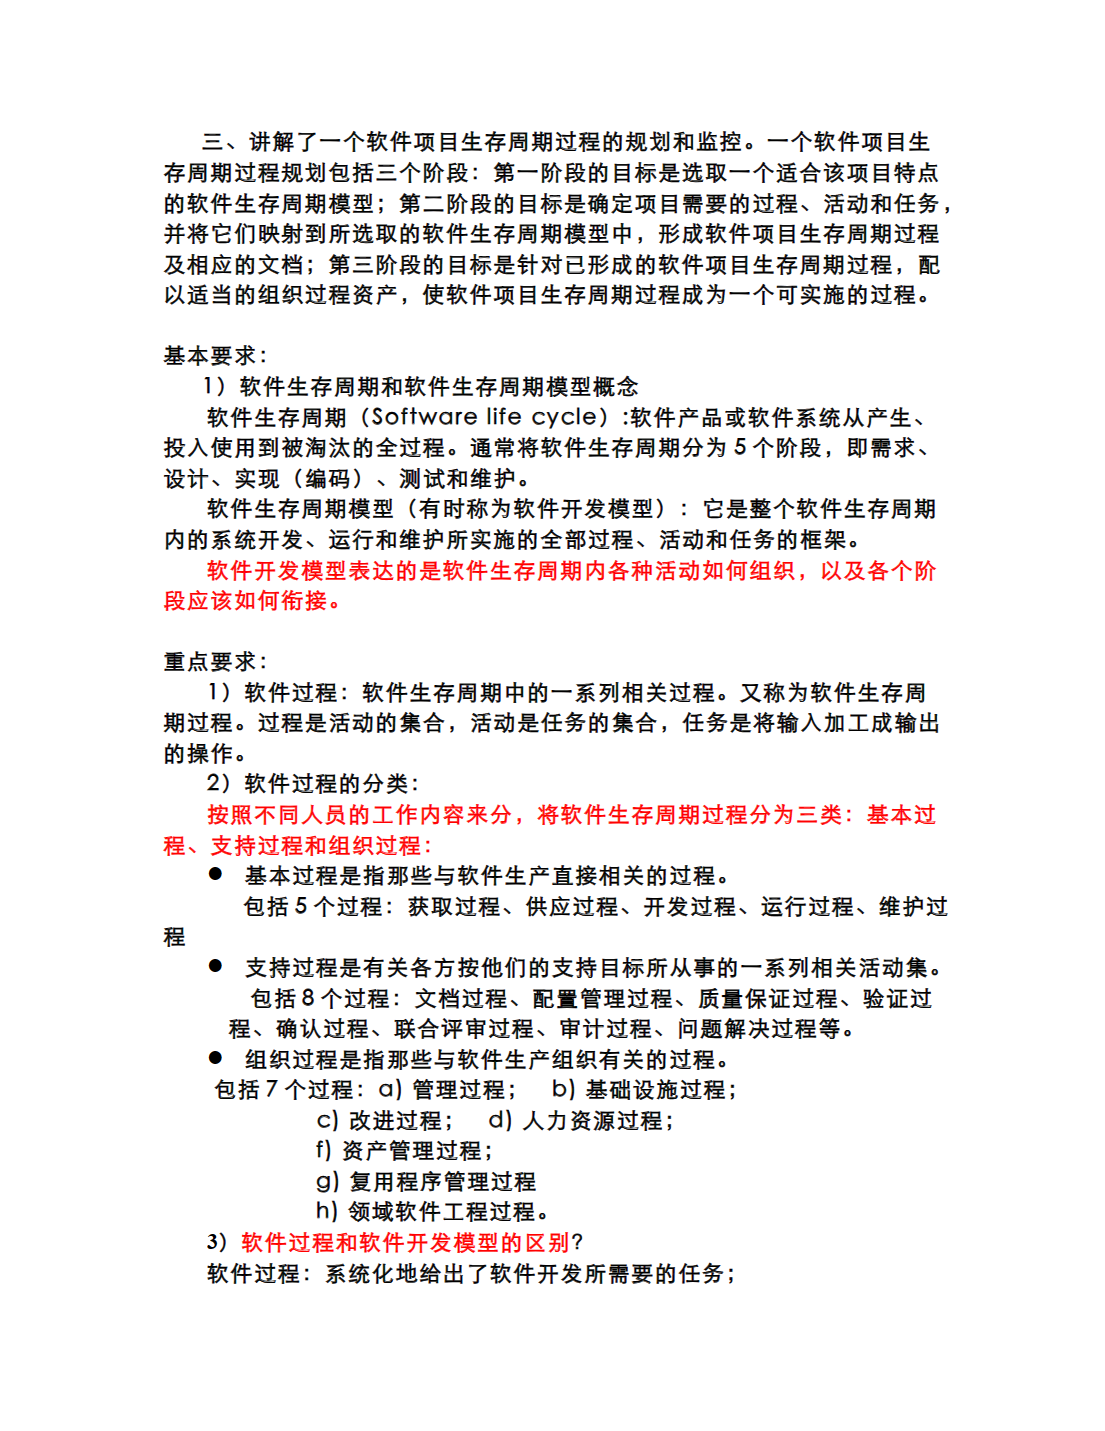 三、讲解了一个软件项目生存周期过程的规划和监控。一个软件项目生
存周期过程规划包括三个阶段：第一阶段的目标是选取一个适合该项目特点
的软件生存周期模型；第二阶段的目标是确定项目需要的过程、活动和任务，
并将它们映射到所选取的软件生存周期模型中，形成软件项目生存周期过程
及相应的文档；第三阶段的目标是针对已形成的软件项目生存周期过程，配
以适当的组织过程资产，使软件项目生存周期过程成为一个可实施的过程。
基本要求：
1）软件生存周期和软件生存周期模型概念
软件生存周期（Software life cycle）:软件产品或软件系统从产生、
投入使用到被淘汰的全过程。通常将软件生存周期分为 5 个阶段，即需求、
设计、实现（编码）、测试和维护。
软件生存周期模型（有时称为软件开发模型）：它是整个软件生存周期
内的系统开发、运行和维护所实施的全部过程、活动和任务的框架。
软件开发模型表达的是软件生存周期内各种活动如何组织，以及各个阶
段应该如何衔接。
重点要求：
1）软件过程：软件生存周期中的一系列相关过程。又称为软件生存周
期过程。过程是活动的集合，活动是任务的集合，任务是将输入加工成输出
的操作。
2）软件过程的分类：
按照不同人员的工作内容来分，将软件生存周期过程分为三类：基本过
程、支持过程和组织过程：
● 基本过程是指那些与软件生产直接相关的过程。
包括 5 个过程：获取过程、供应过程、开发过程、运行过程、维护过
程
● 支持过程是有关各方按他们的支持目标所从事的一系列相关活动集。
包括 8 个过程：文档过程、配置管理过程、质量保证过程、验证过
程、确认过程、联合评审过程、审计过程、问题解决过程等。
● 组织过程是指那些与软件生产组织有关的过程。
包括 7 个过程：a) 管理过程； b) 基础设施过程；
c) 改进过程； d) 人力资源过程；
f) 资产管理过程；
g) 复用程序管理过程
h) 领域软件工程过程。
3）软件过程和软件开发模型的区别?
软件过程：系统化地给出了软件开发所需要的任务；